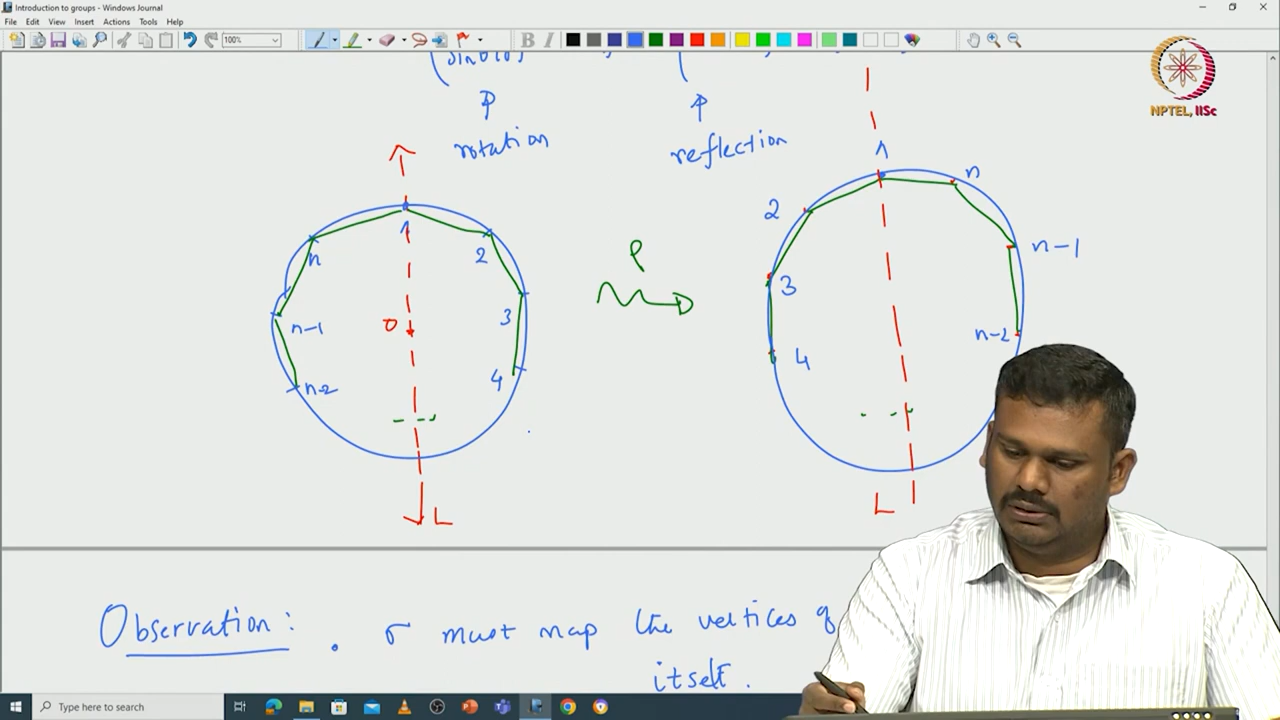 Introduction to groups - Windows Journal
File Edit View Insert Actions Tools Help
100%
B I
NPTEL, IISc
rotation
reflection
1
2
3
4
n
n-1
n-2
O
L
ρ
1
2
3
4
n
n-1
n-2
L
Observation: . σ must map the vertices of
itself.
Type here to search